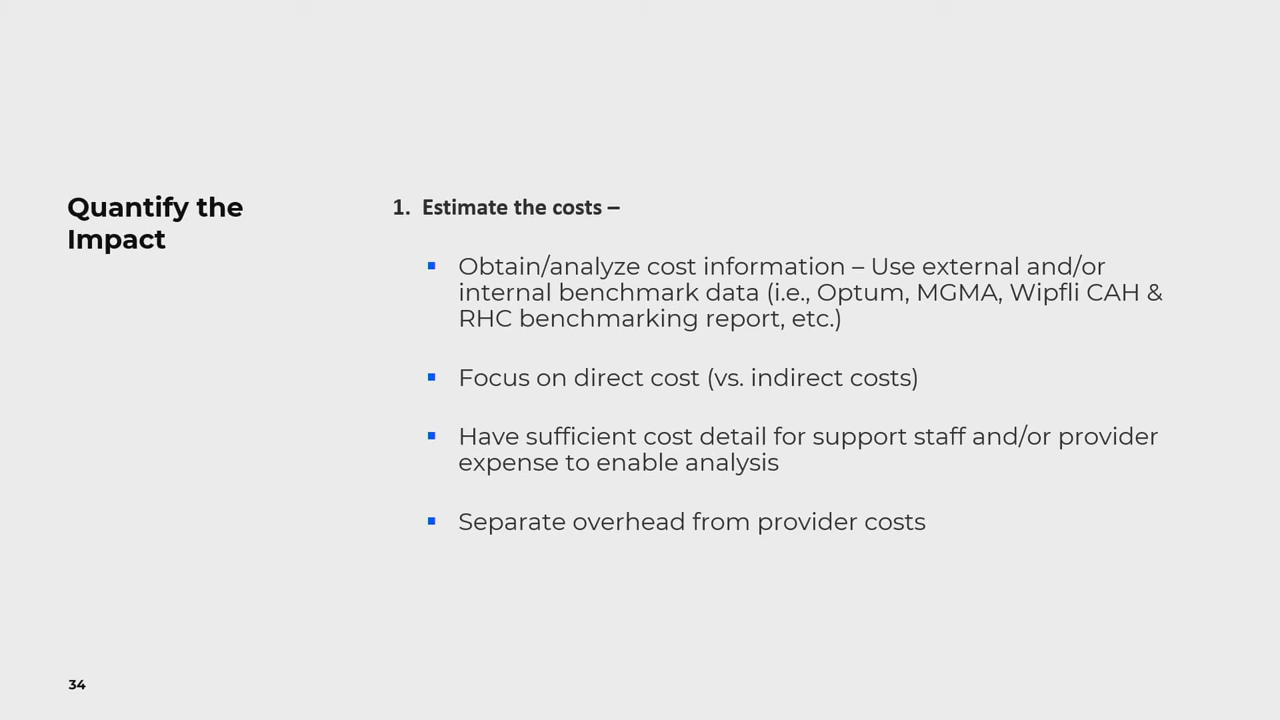 Quantify the
Impact
1. Estimate the costs –
▪ Obtain/analyze cost information – Use external and/or
internal benchmark data (i.e., Optum, MGMA, Wipfli CAH &
RHC benchmarking report, etc.)
▪ Focus on direct cost (vs. indirect costs)
▪ Have sufficient cost detail for support staff and/or provider
expense to enable analysis
▪ Separate overhead from provider costs
34